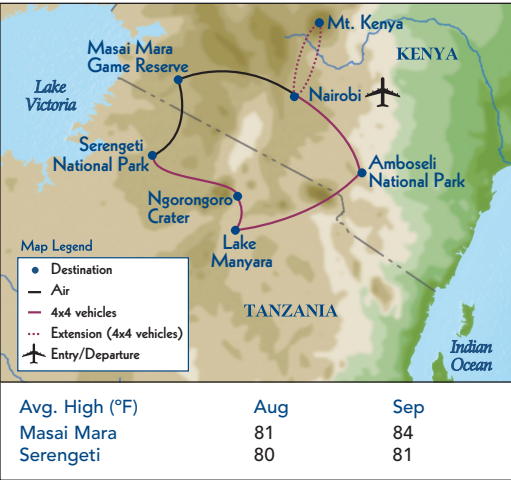 Mt. Kenya
Masai Mara
Game Reserve
KENYA
Lake
Victoria
Nairobi
Serengeti
National Park
Amboseli
National Park
Ngorongoro
Crater
Lake
Manyara
Map Legend
Destination
Air
4x4 vehicles
Extension (4x4 vehicles)
Entry/Departure
TANZANIA
Indian
Ocean
Avg. High (ºF) Aug Sep
Masai Mara 81 84
Serengeti 80 81